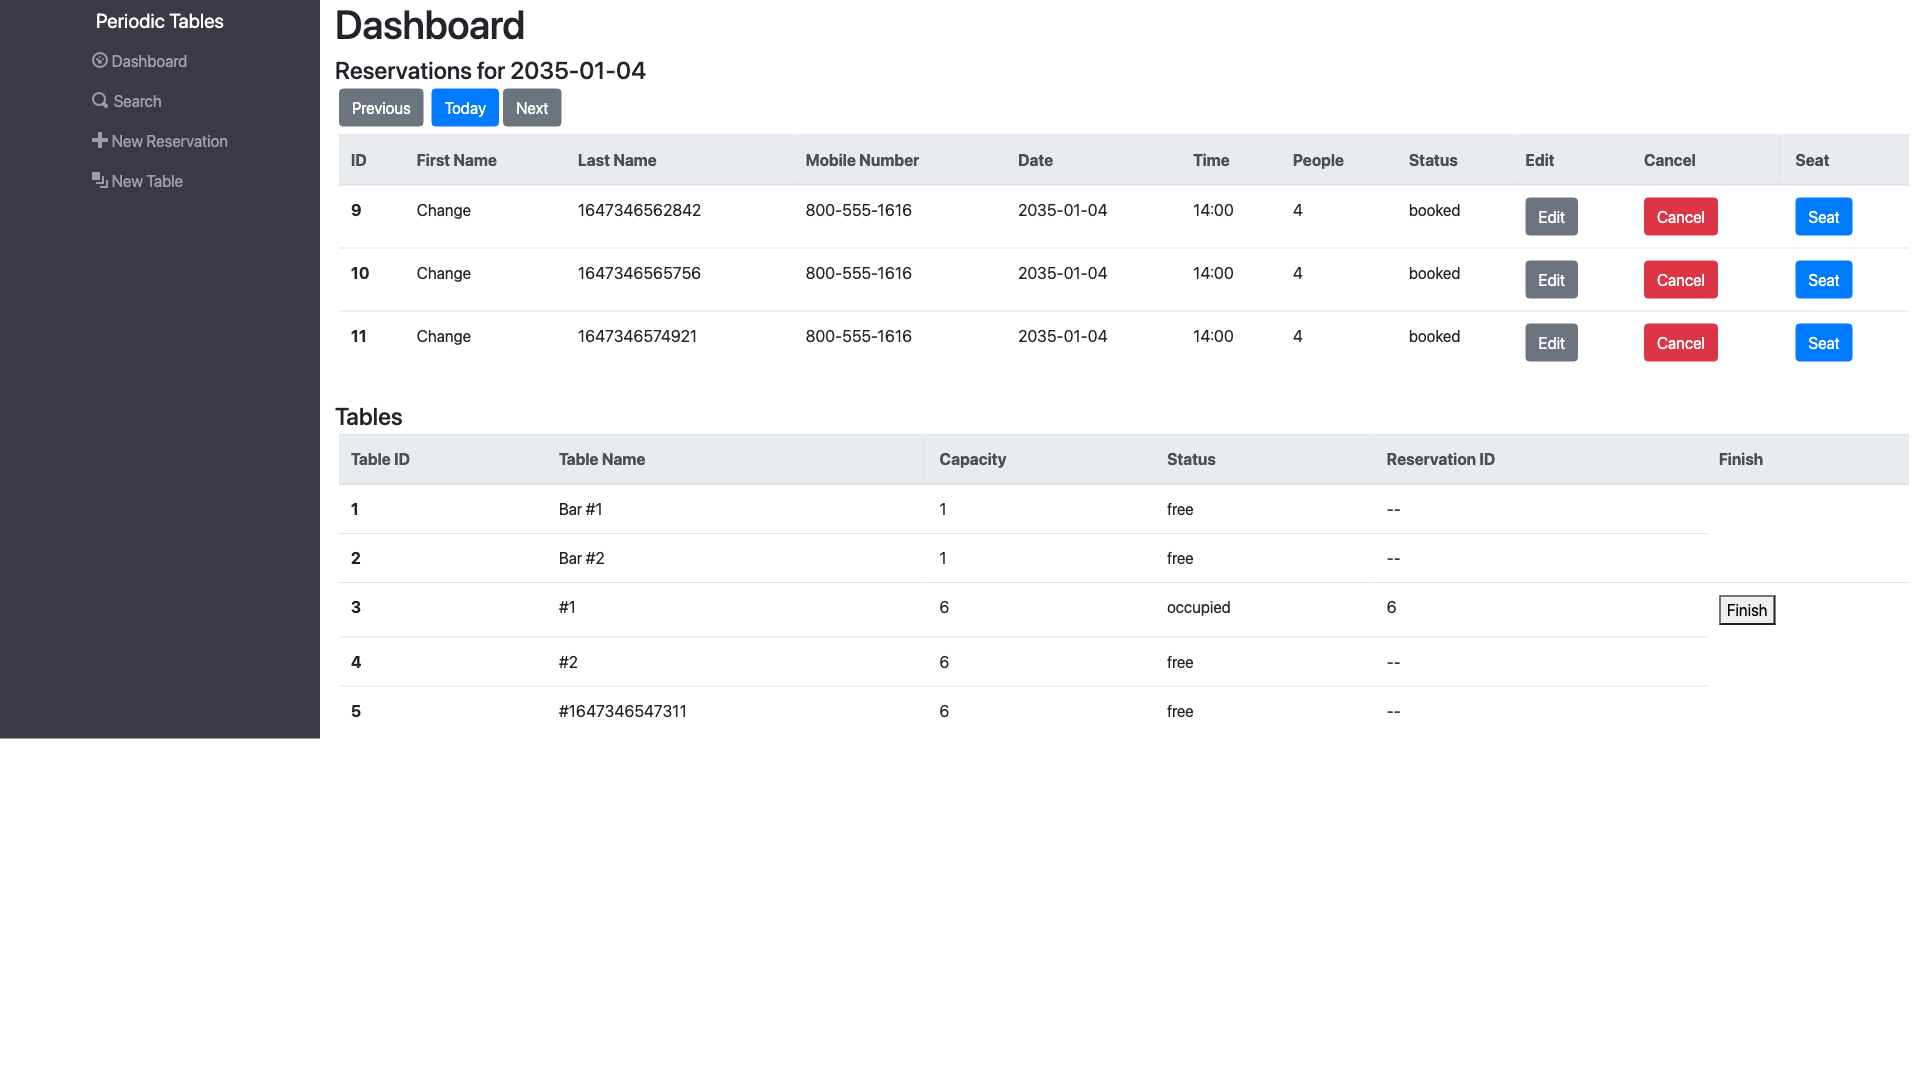 Periodic Tables
Dashboard
Search
New Reservation
New Table
Dashboard
Reservations for 2035-01-04
Previous Today Next
ID First Name Last Name Mobile Number Date Time People Status Edit Cancel Seat
9 Change 1647346562842 800-555-1616 2035-01-04 14:00 4 booked Edit Cancel Seat
10 Change 1647346565756 800-555-1616 2035-01-04 14:00 4 booked Edit Cancel Seat
11 Change 1647346574921 800-555-1616 2035-01-04 14:00 4 booked Edit Cancel Seat
Tables
Table ID Table Name Capacity Status Reservation ID Finish
1 Bar #1 1 free --
2 Bar #2 1 free --
3 #1 6 occupied 6 Finish
4 #2 6 free --
5 #1647346547311 6 free --